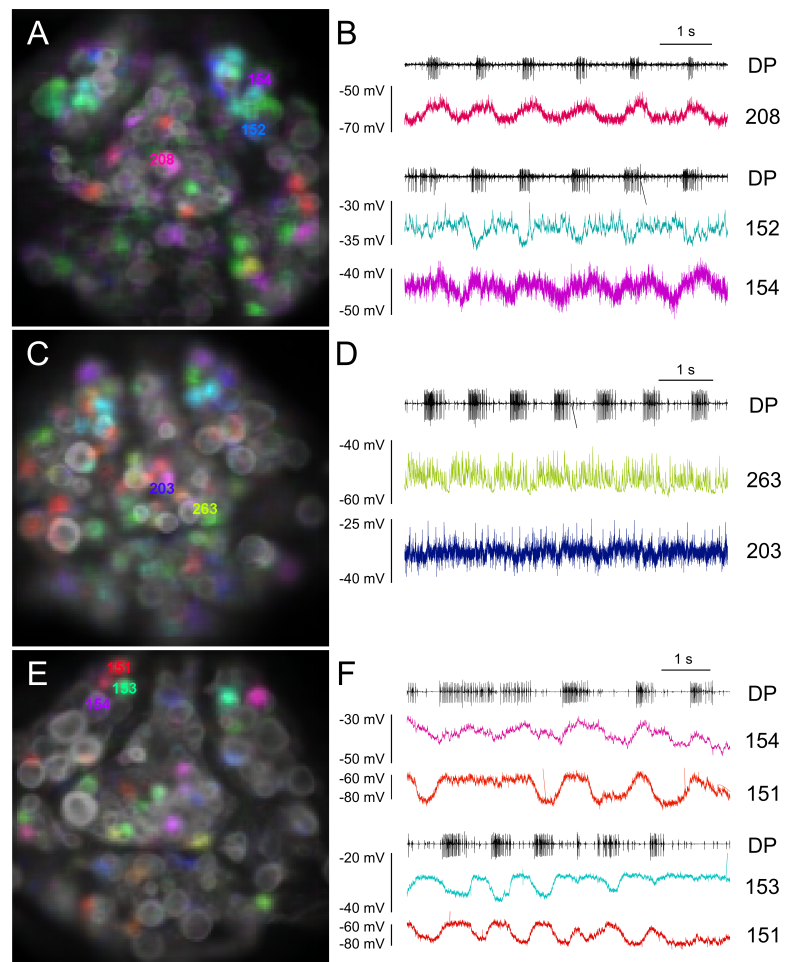 A
154
152
208
B
1 s
DP
-50 mV
-70 mV
208
DP
-30 mV
-35 mV
152
-40 mV
-50 mV
154
C
203
263
D
1 s
DP
-40 mV
-60 mV
263
-25 mV
-40 mV
203
E
151
153
154
F
1 s
DP
-30 mV
-50 mV
154
-60 mV
-80 mV
151
DP
-20 mV
-40 mV
153
-60 mV
-80 mV
151